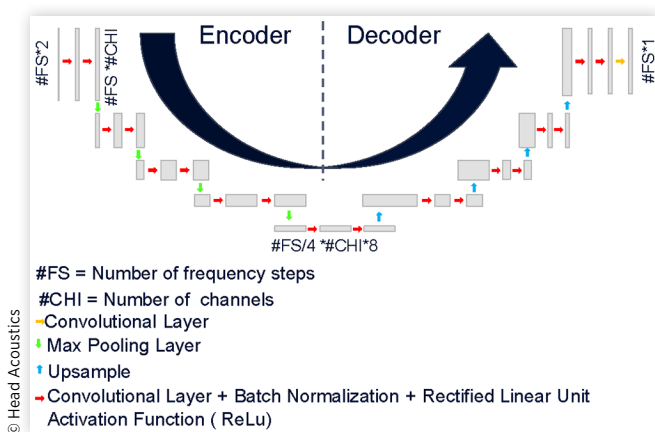 Encoder
Decoder
#FS*2
#FS *#CHI
#FS*1
#FS/4 *#CHI*8
#FS = Number of frequency steps
#CHI = Number of channels
Convolutional Layer
Max Pooling Layer
Upsample
Convolutional Layer + Batch Normalization + Rectified Linear Unit
Activation Function ( ReLu)
© Head Acoustics